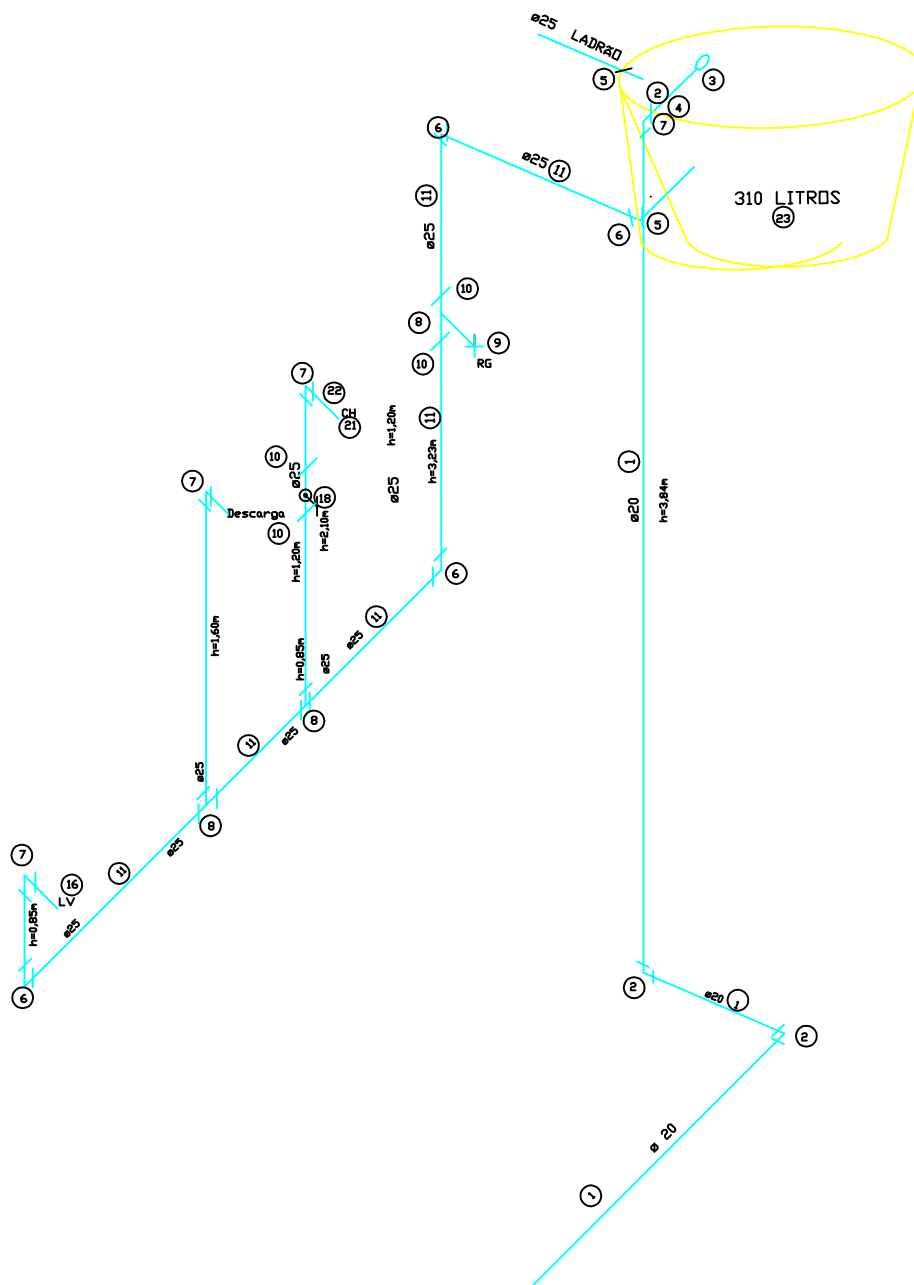 ø25 LADRÃO
5
2
3
4
7
6
ø25 11
310 LITROS
23
11
ø25
5
6
10
8
9
10
RG
7
22
CH
21
11
h=1,20m
h=3,23m
10
ø25
ø25
1
ø20
h=3,84m
7
18
Descarga
10
h=2,10m
h=1,20m
6
11
ø25
h=1,60m
h=0,85m
ø25
8
11
ø25
ø25
8
ø25
7
11
16
LV
h=0,85m
ø25
6
2
ø20 1
2
ø 20
1